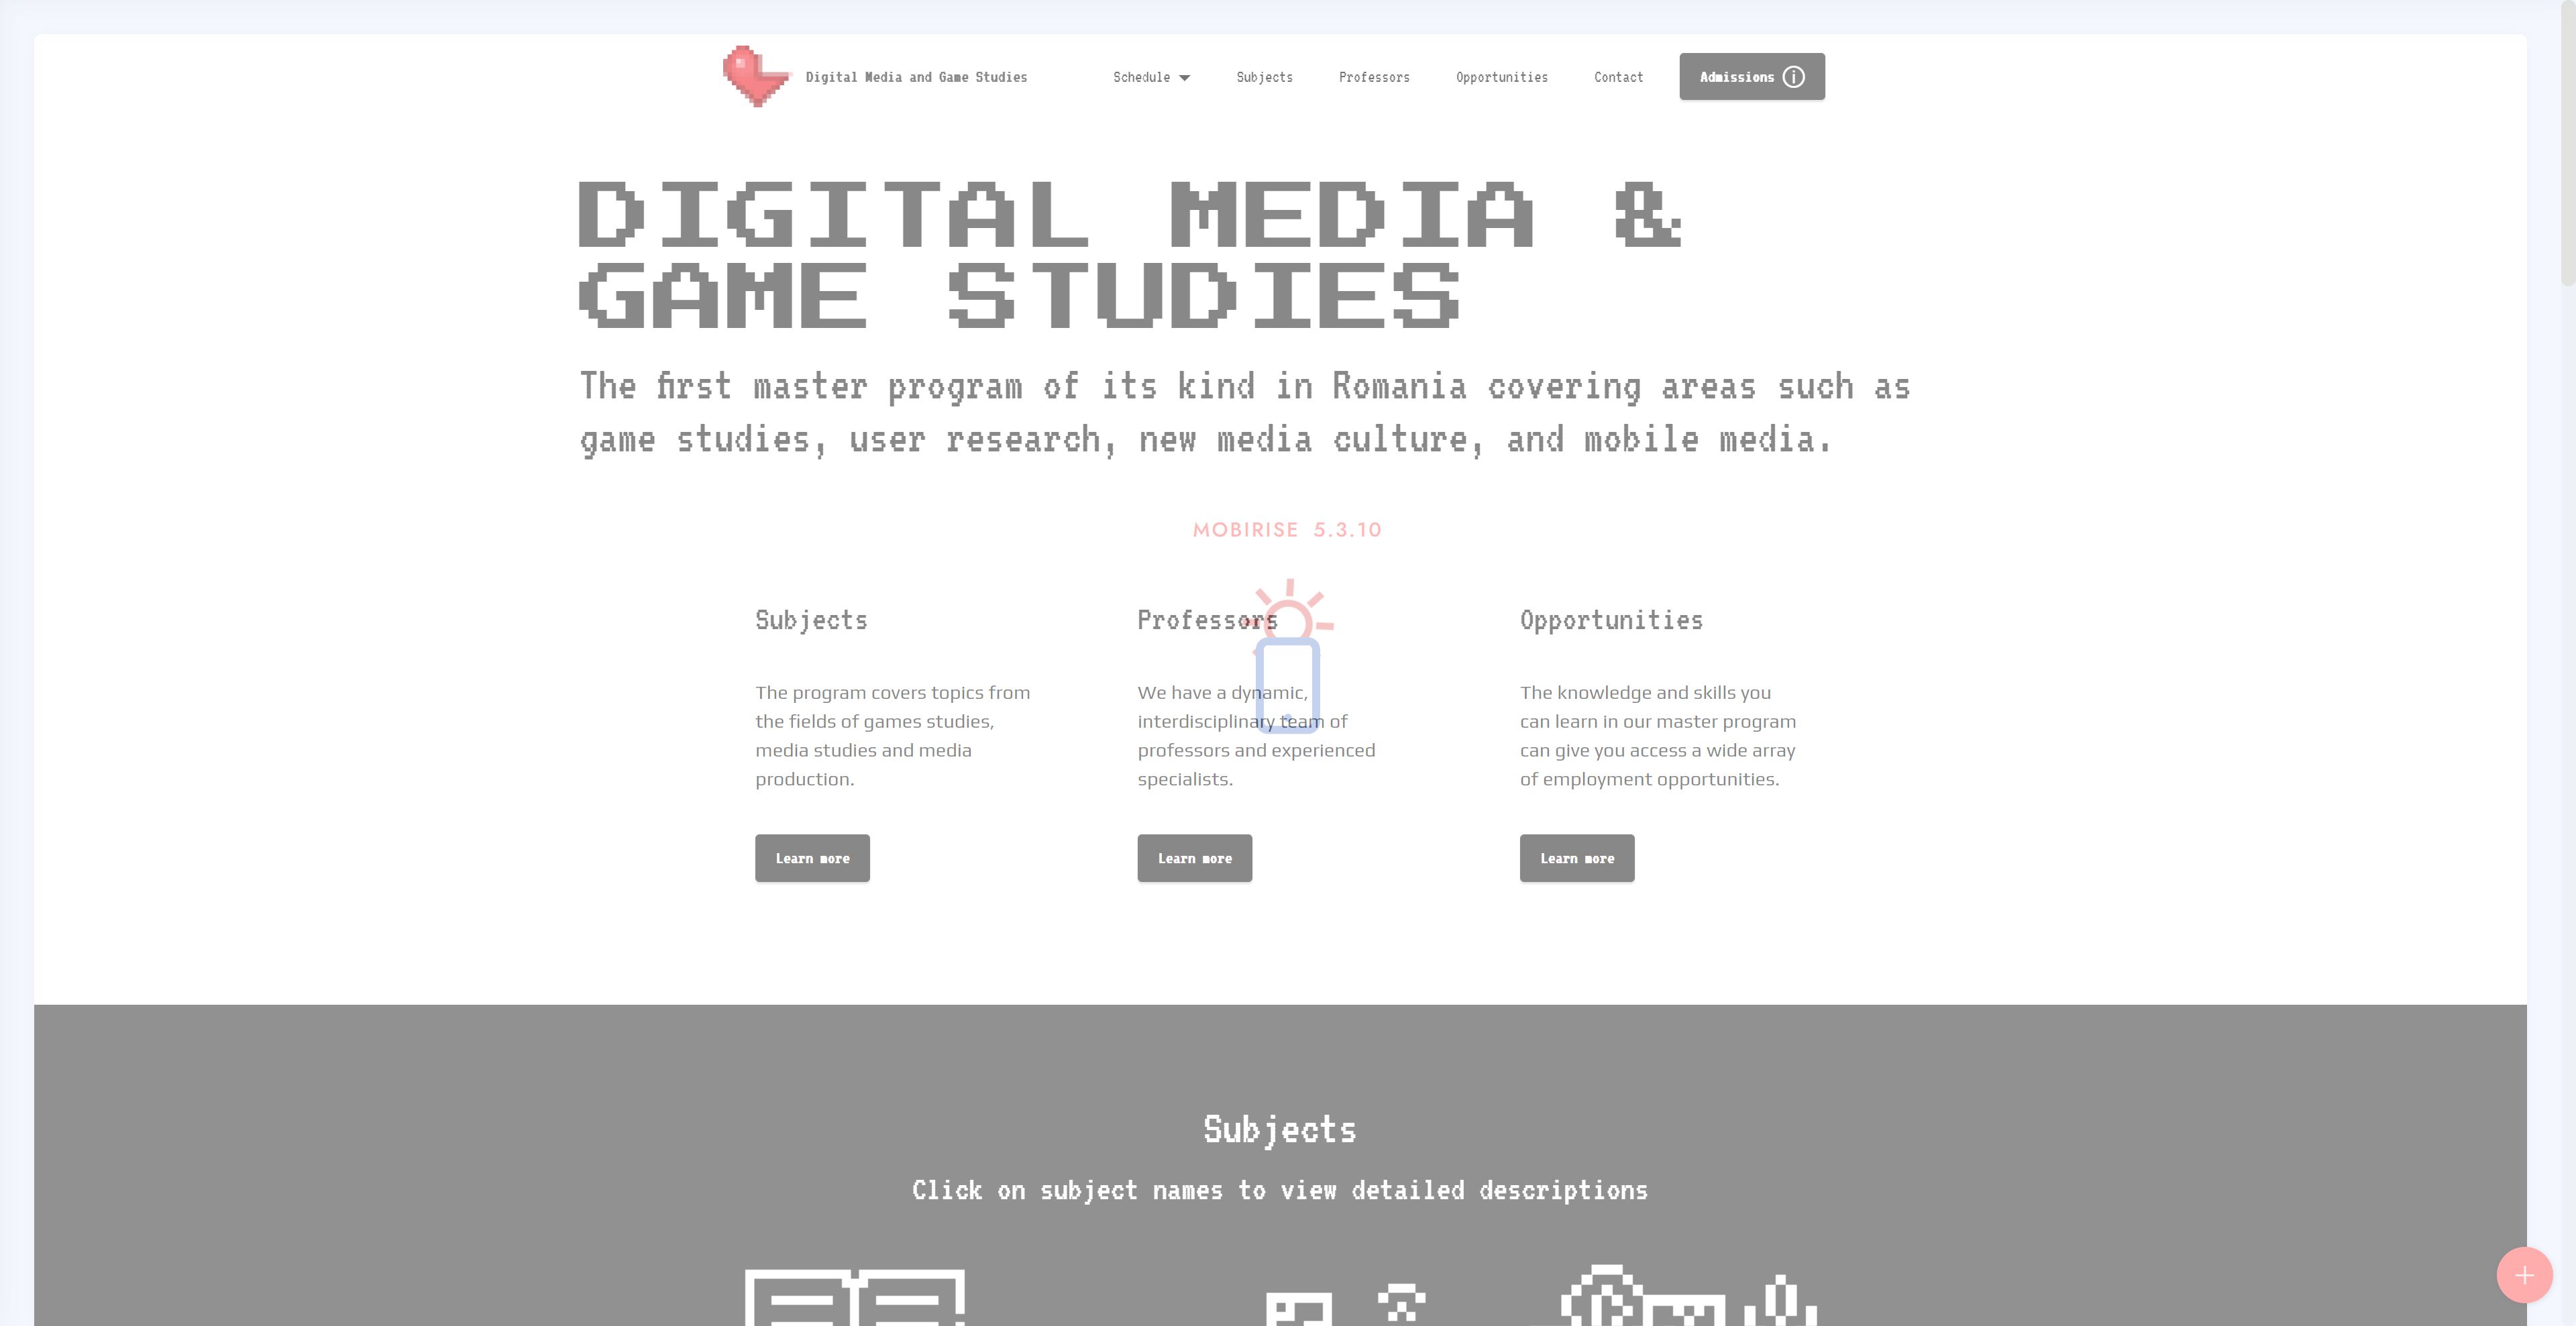 Digital Media and Game Studies
Schedule
Subjects
Professors
Opportunities
Contact
Admissions
DIGITAL MEDIA &
GAME STUDIES
The first master program of its kind in Romania covering areas such as
game studies, user research, new media culture, and mobile media.
MOBIRISE 5.3.10
Subjects
The program covers topics from
the fields of games studies,
media studies and media
production.
Learn more
Professors
We have a dynamic,
interdisciplinary team of
professors and experienced
specialists.
Learn more
Opportunities
The knowledge and skills you
can learn in our master program
can give you access a wide array
of employment opportunities.
Learn more
Subjects
Click on subject names to view detailed descriptions